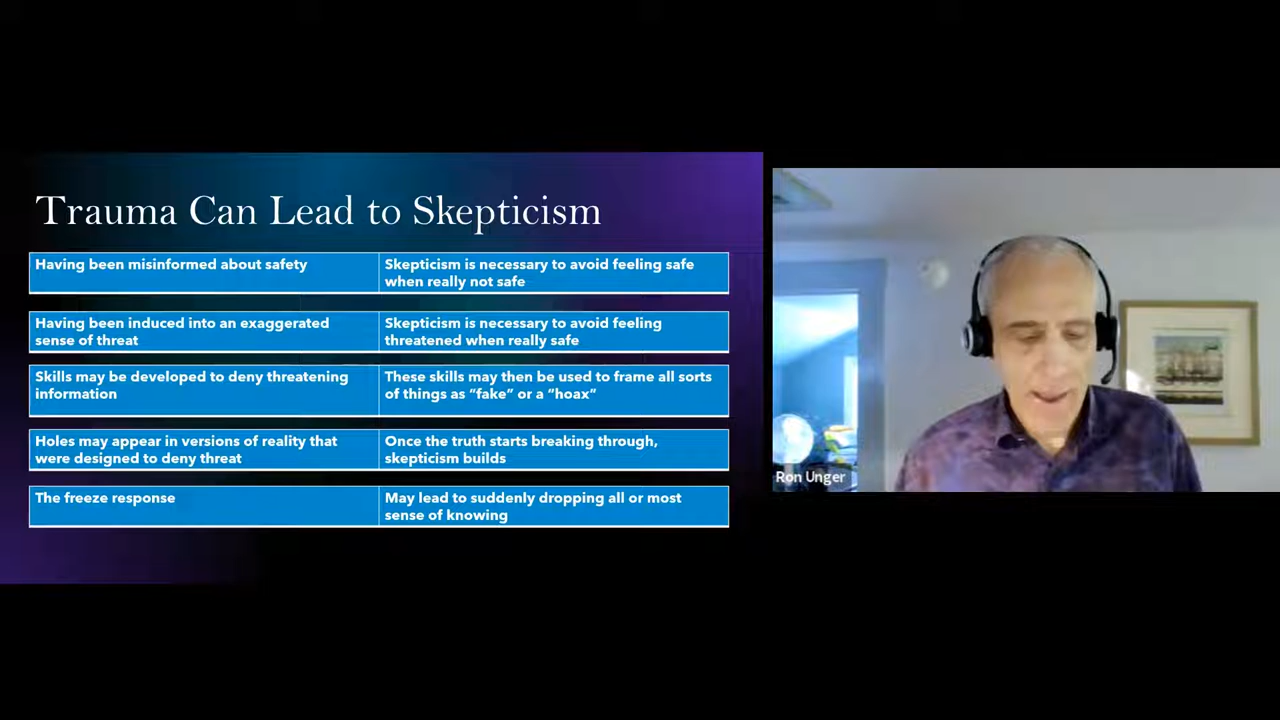 Trauma Can Lead to Skepticism
Having been misinformed about safety
Skepticism is necessary to avoid feeling safe
when really not safe
Having been induced into an exaggerated
sense of threat
Skepticism is necessary to avoid feeling
threatened when really safe
Skills may be developed to deny threatening
information
These skills may then be used to frame all sorts
of things as “fake” or a “hoax”
Holes may appear in versions of reality that
were designed to deny threat
Once the truth starts breaking through,
skepticism builds
The freeze response
May lead to suddenly dropping all or most
sense of knowing
Ron Unger